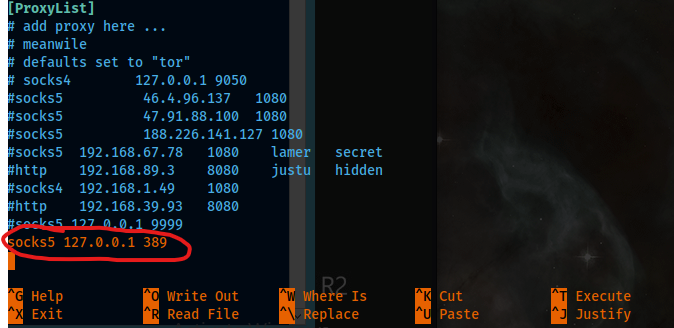 [ProxyList]
# add proxy here ...
# meanwile
# defaults set to "tor"
# socks4 127.0.0.1 9050
#socks5 46.4.96.137 1080
#socks5 47.91.88.100 1080
#socks5 188.226.141.127 1080
#socks5 192.168.67.78 1080 lamer secret
#http 192.168.89.3 8080 justu hidden
#socks4 192.168.1.49 1080
#http 192.168.39.93 8080
#socks5 127.0.0.1 9999
socks5 127.0.0.1 389
R2
^G Help ^O Write Out ^W Where Is ^K Cut ^T Execute
^X Exit ^R Read File ^\ Replace ^U Paste ^J Justify